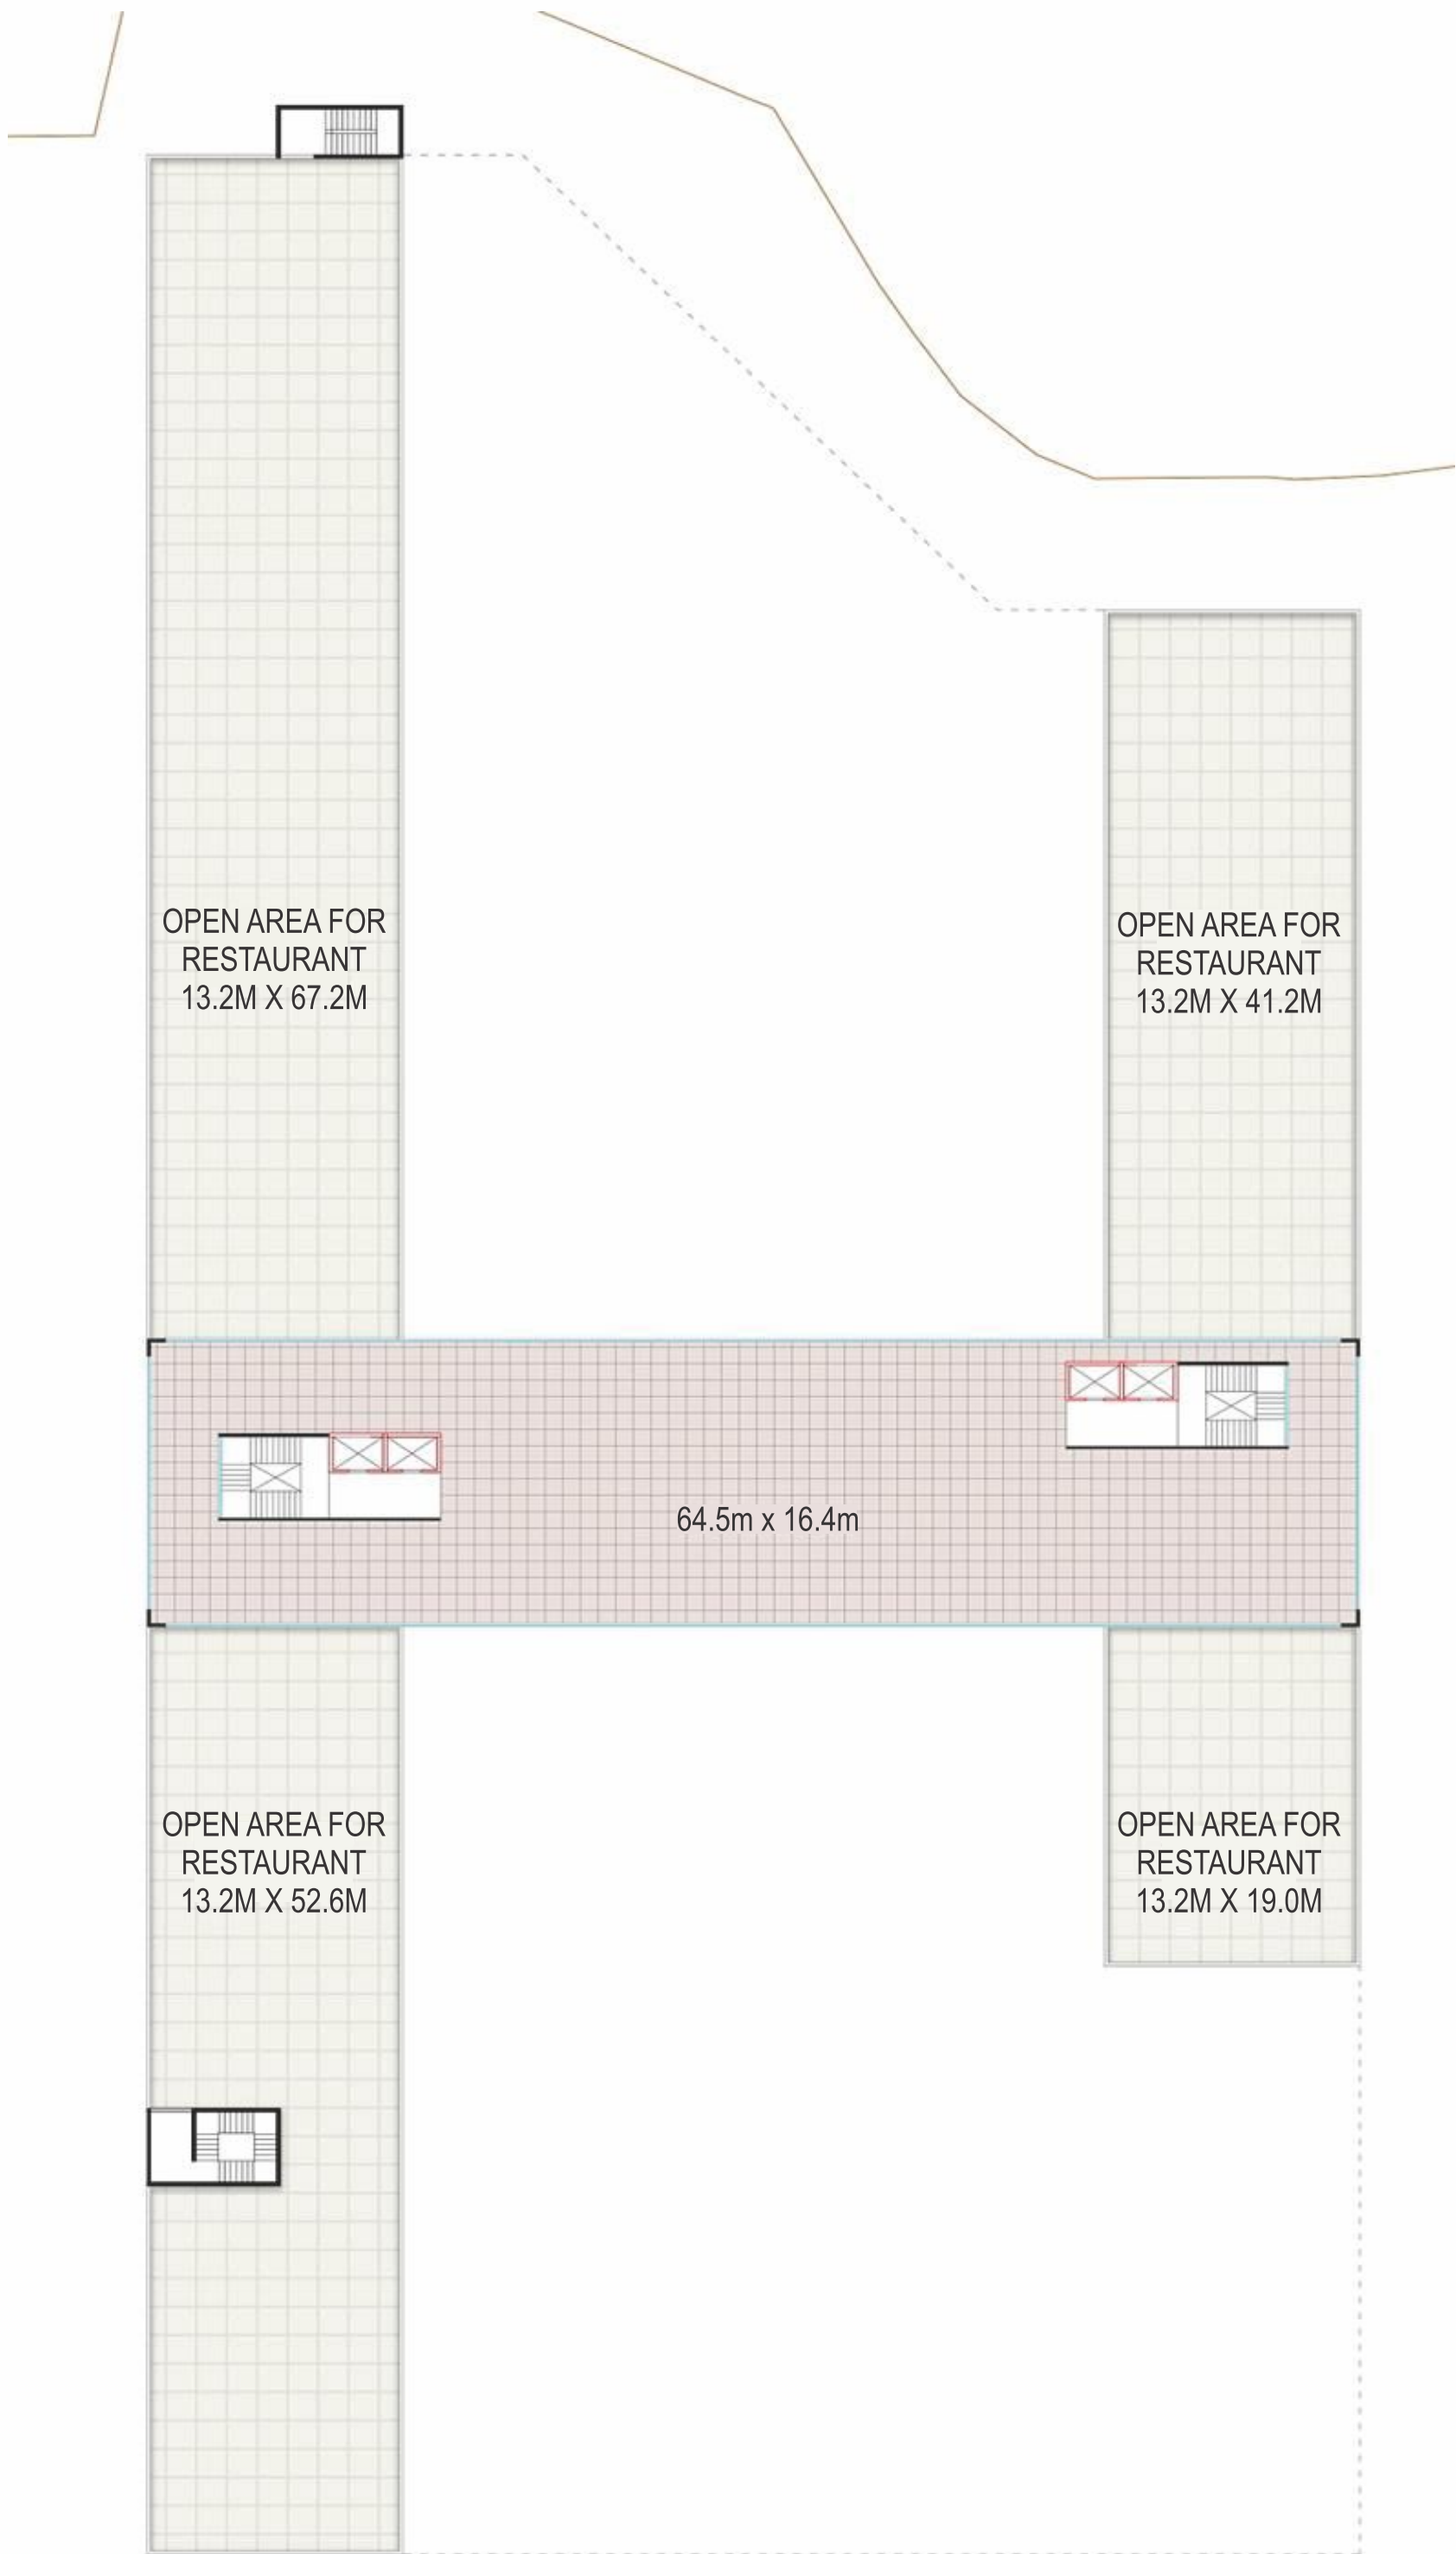 OPEN AREA FOR
RESTAURANT
13.2M X 67.2M
OPEN AREA FOR
RESTAURANT
13.2M X 41.2M
64.5m x 16.4m
OPEN AREA FOR
RESTAURANT
13.2M X 52.6M
OPEN AREA FOR
RESTAURANT
13.2M X 19.0M